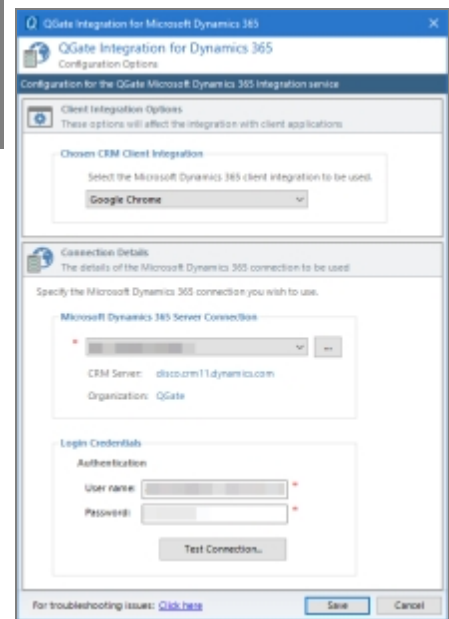 QGate Integration for Microsoft Dynamics 365
QGate Integration for Dynamics 365
Configuration Options
Configuration for the QGate Microsoft Dynamics 365 Integration service
Client Integration Options
These options will affect the integration with client applications
Chosen CRM Client Integration
Select the Microsoft Dynamics 365 client integration to be used.
Google Chrome
Connection Details
The details of the Microsoft Dynamics 365 connection to be used
Specify the Microsoft Dynamics 365 connection you wish to use.
Microsoft Dynamics 365 Server Connection
*
...
CRM Server: disco.crm11.dynamics.com
Organization: QGate
Login Credentials
Authentication
User name: *
Password: *
Test Connection...
For troubleshooting issues: Click here
Save Cancel